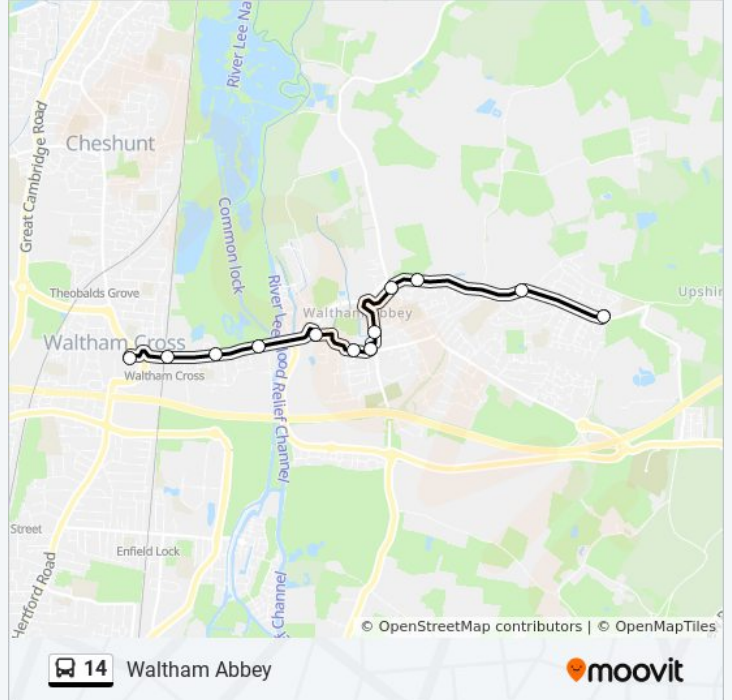 River Lee Na
Great Cambridge Road
Cheshunt
Common lock
Theobalds Grove
Waltham Abbey
Upshir
Waltham Cross
Waltham Cross
River Lee Flood Relief Channel
Street
Enfield Lock
Hertford Road
Channel
© OpenStreetMap contributors | © OpenMapTiles
14 Waltham Abbey
moovit